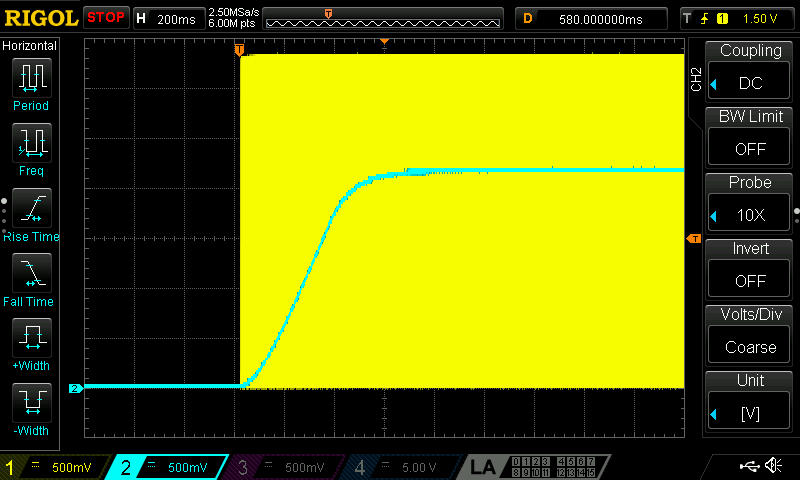 RIGOL STOP H 200ms 2.50MSa/s 6.00M pts T D 580.000000ms T 1 1.50 V
Horizontal
Period
Freq
Rise Time
Fall Time
+Width
-Width
T
T
2
CH2
Coupling
DC
BW Limit
OFF
Probe
10X
Invert
OFF
Volts/Div
Coarse
Unit
[V]
1 500mV 2 500mV 3 500mV 4 5.00 V LA 0 1 2 3 4 5 6 7
8 9 10 11 12 13 14 15